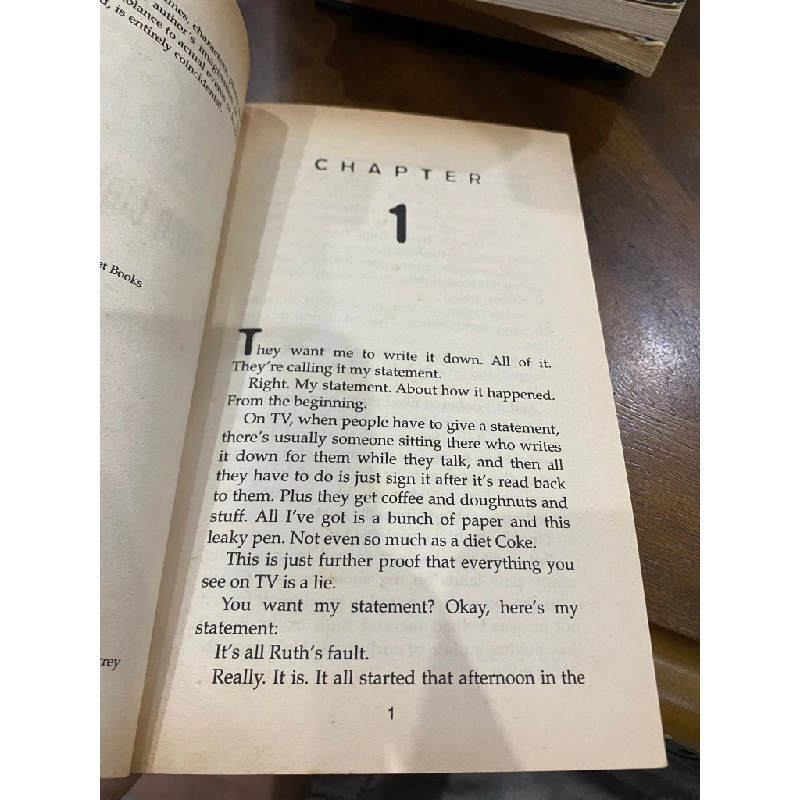 characters,
author's imagination
to actual events
is entirely coincidental.
Books
CHAPTER
1
They want me to write it down. All of it.
They're calling it my statement.
Right. My statement. About how it happened.
From the beginning.
On TV, when people have to give a statement,
there's usually someone sitting there who writes
it down for them while they talk, and then all
they have to do is just sign it after it's read back
to them. Plus they get coffee and doughnuts and
stuff. All I've got is a bunch of paper and this
leaky pen. Not even so much as a diet Coke.
This is just further proof that everything you
see on TV is a lie.
You want my statement? Okay, here's my
statement:
It's all Ruth's fault.
Really. It is. It all started that afternoon in the
1